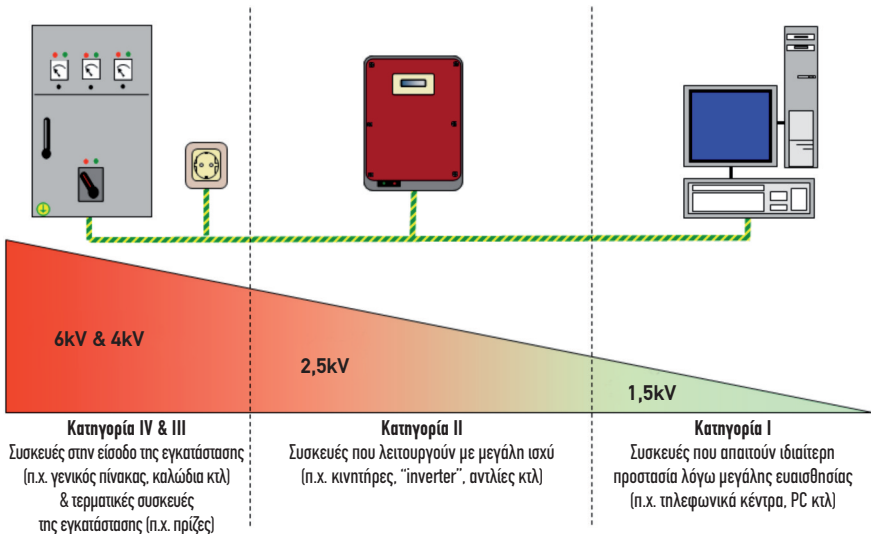 6kV & 4kV
2,5kV
1,5kV
Κατηγορία IV & III
Συσκευές στην είσοδο της εγκατάστασης
(π.χ. γενικός πίνακας, καλώδια κτλ)
& τερματικές συσκευές
της εγκατάστασης (π.χ. πρίζες)
Κατηγορία II
Συσκευές που λειτουργούν με μεγάλη ισχύ
(π.χ. κινητήρες, “inverter”, αντλίες κτλ)
Κατηγορία I
Συσκευές που απαιτούν ιδιαίτερη
προστασία λόγω μεγάλης ευαισθησίας
(π.χ. τηλεφωνικά κέντρα, PC κτλ)